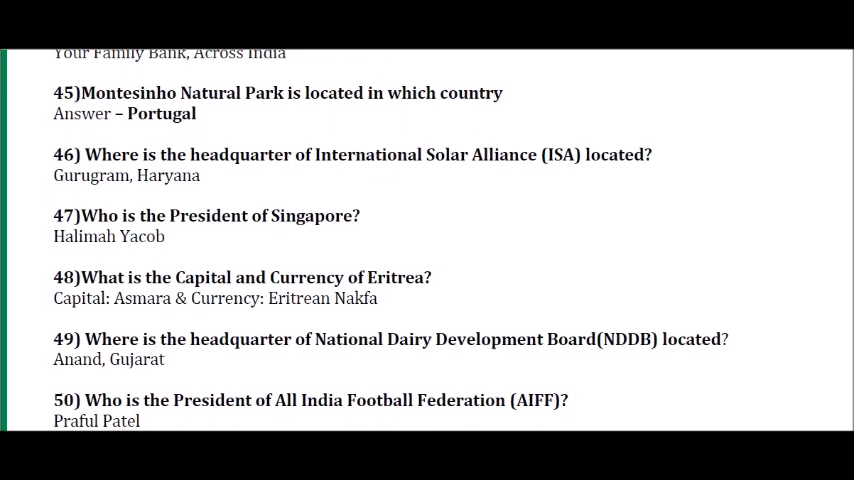 Your Family Bank, Across India
45)Montesinho Natural Park is located in which country
Answer – Portugal
46) Where is the headquarter of International Solar Alliance (ISA) located?
Gurugram, Haryana
47)Who is the President of Singapore?
Halimah Yacob
48)What is the Capital and Currency of Eritrea?
Capital: Asmara & Currency: Eritrean Nakfa
49) Where is the headquarter of National Dairy Development Board(NDDB) located?
Anand, Gujarat
50) Who is the President of All India Football Federation (AIFF)?
Praful Patel